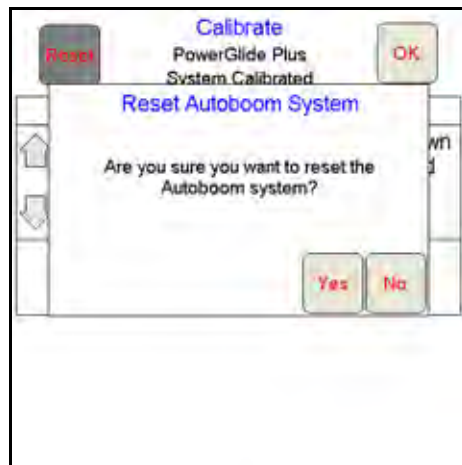 Calibrate
Reset
PowerGlide Plus
OK
System Calibrated
Reset Autoboom System
Are you sure you want to reset the
Autoboom system?
Yes
No